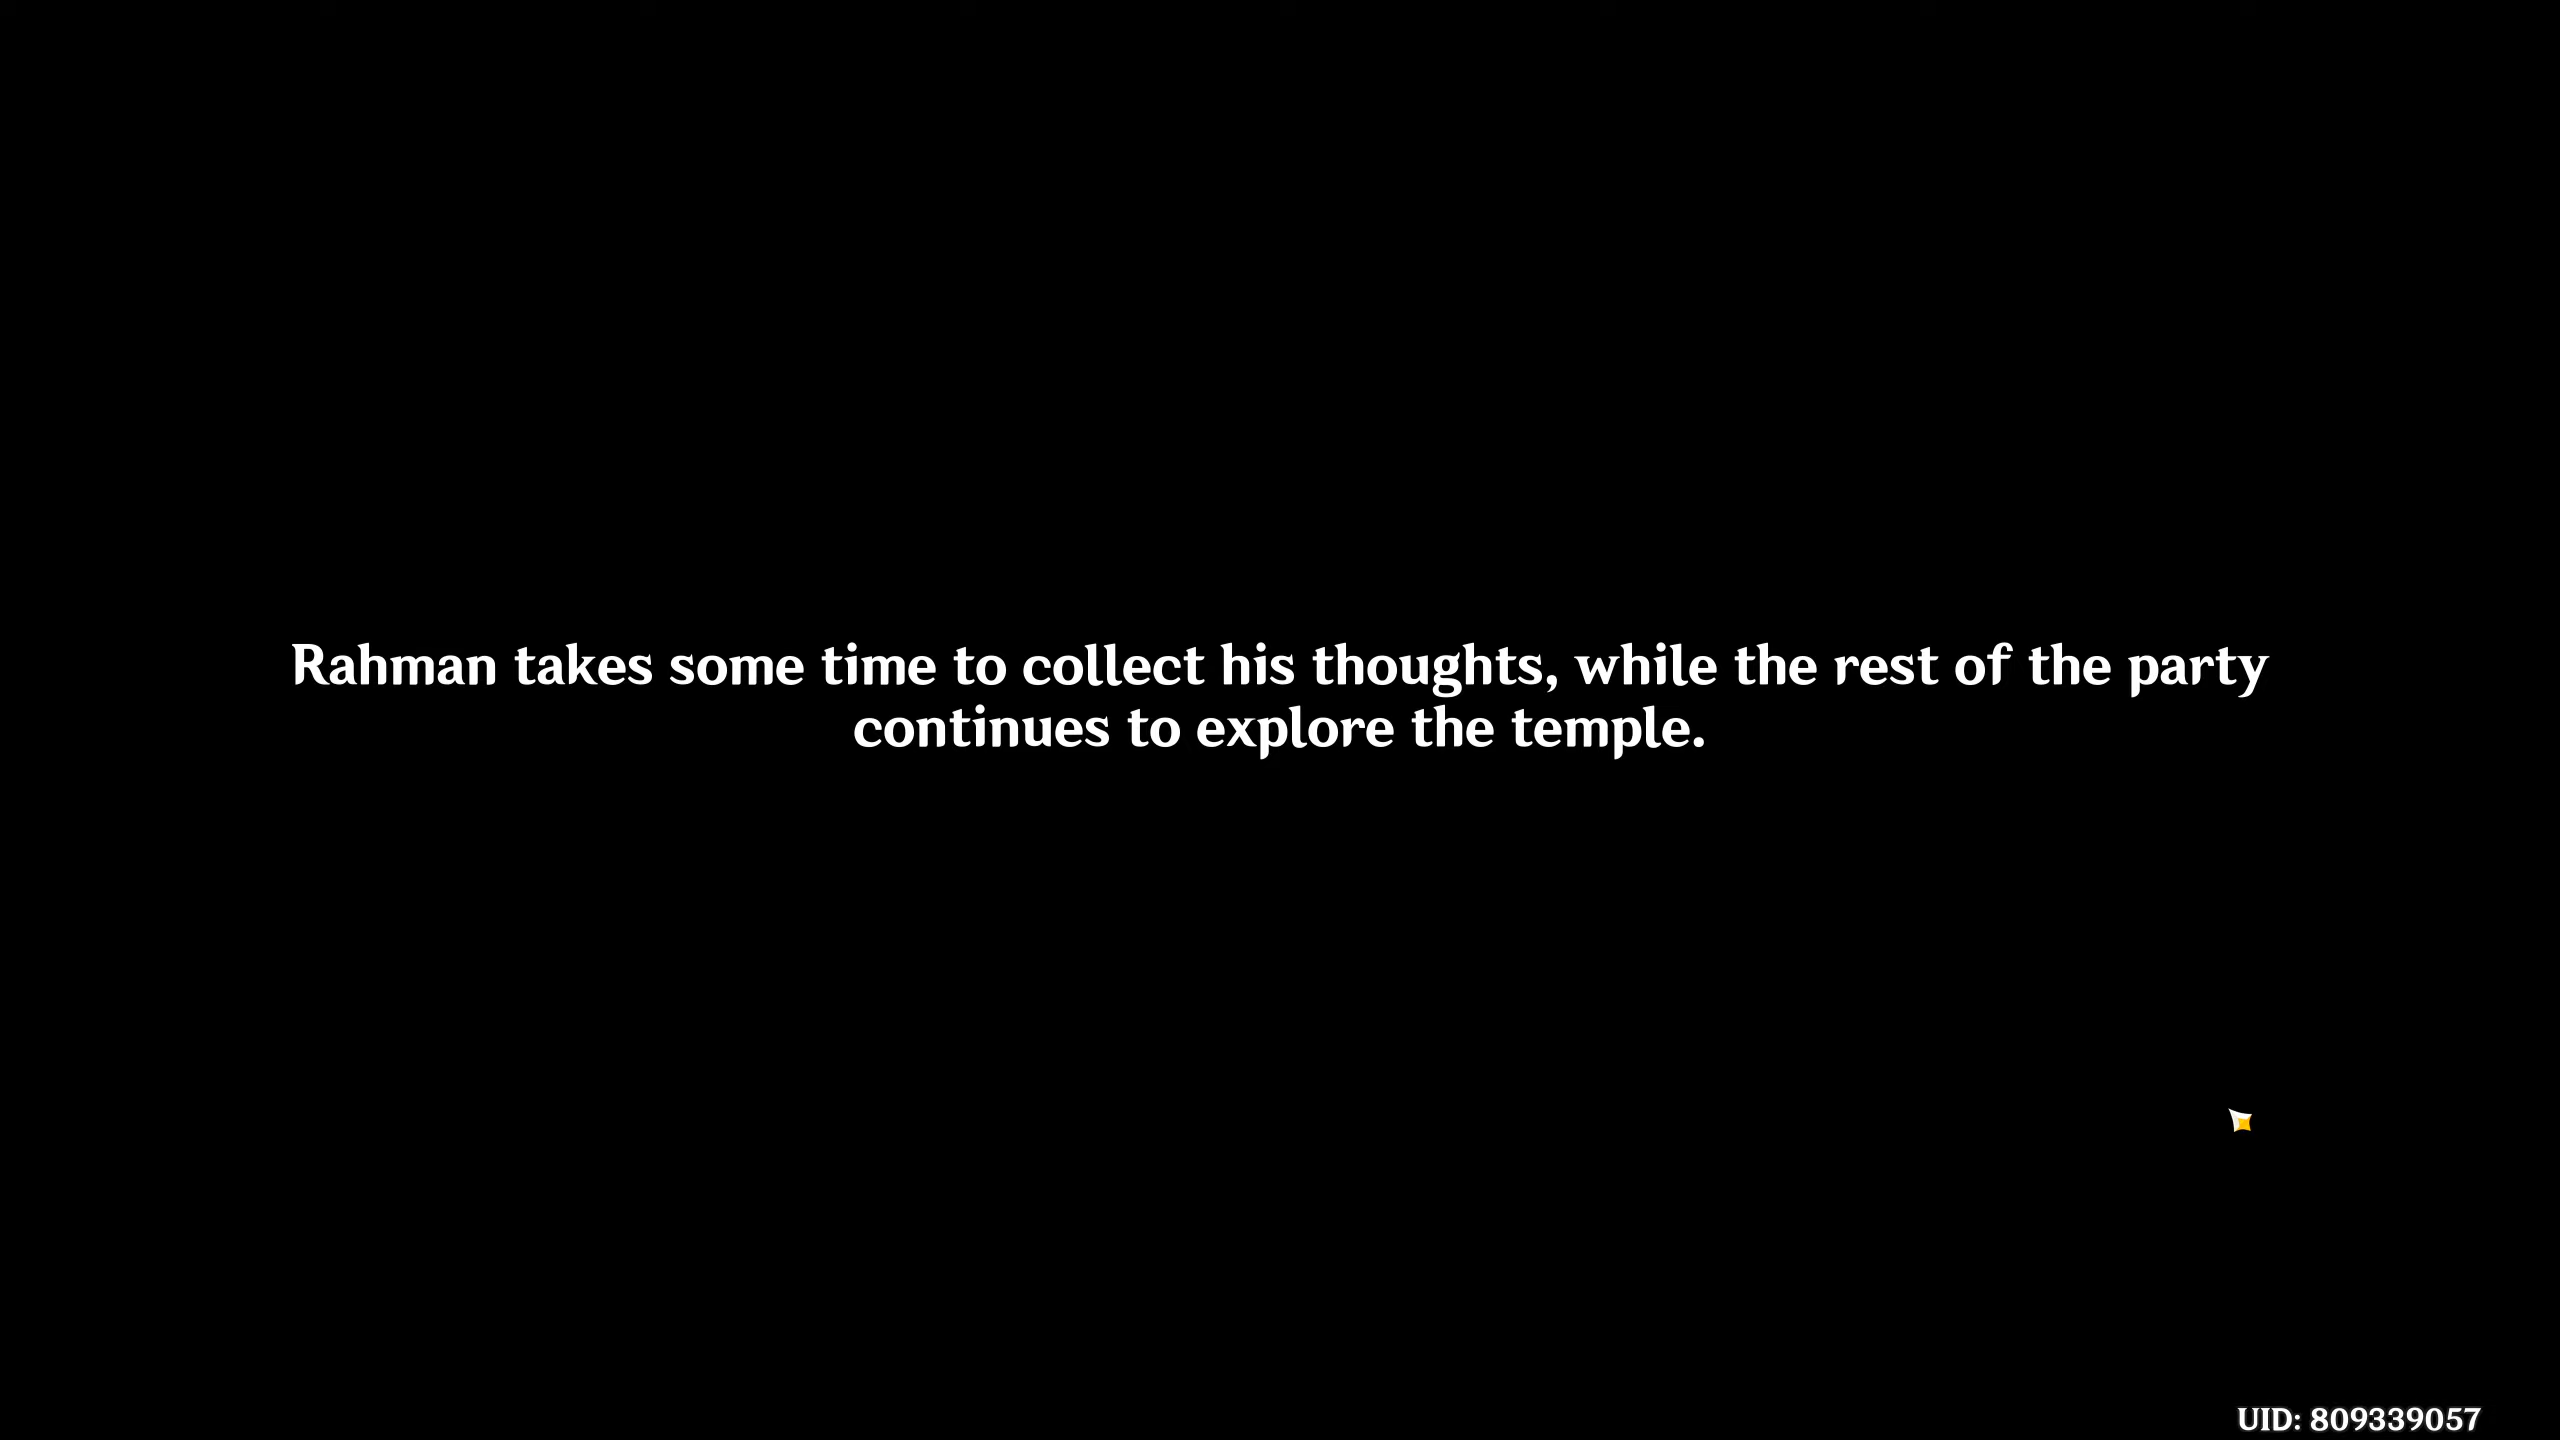 Rahman takes some time to collect his thoughts, while the rest of the party
continues to explore the temple.
UID: 809339057